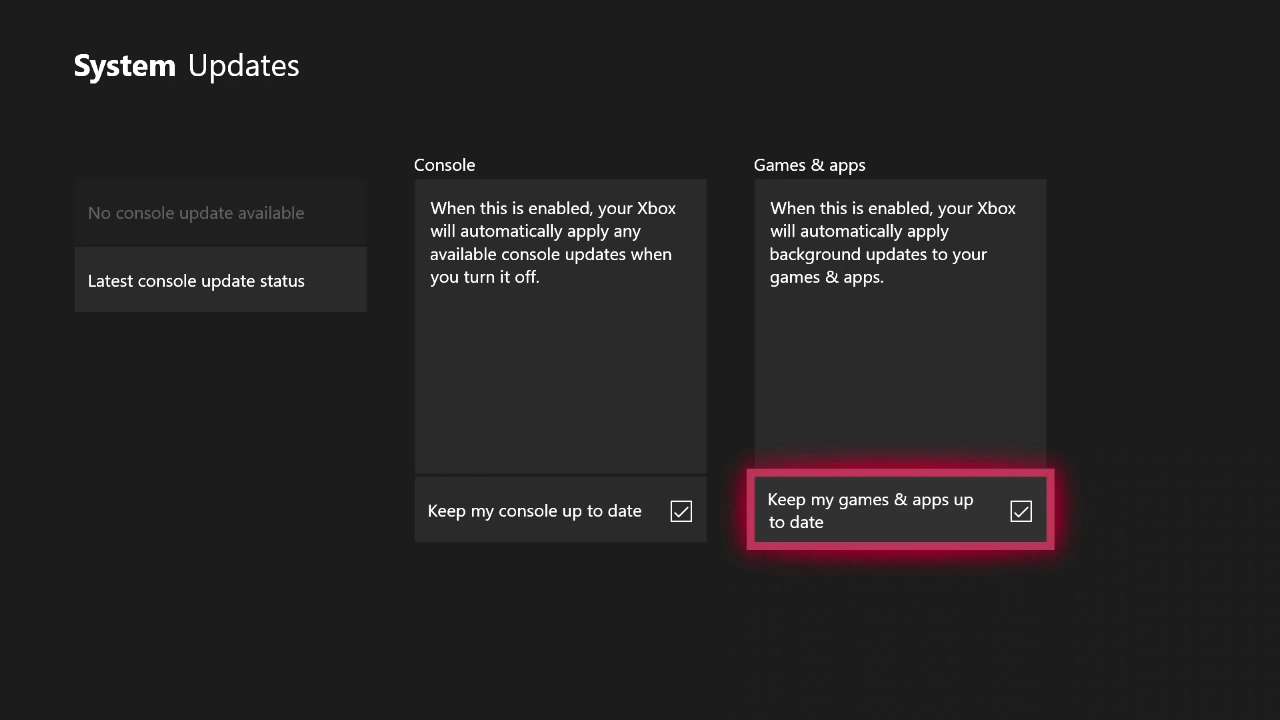 System Updates
No console update available
Latest console update status
Console
When this is enabled, your Xbox
will automatically apply any
available console updates when
you turn it off.
Keep my console up to date
Games & apps
When this is enabled, your Xbox
will automatically apply
background updates to your
games & apps.
Keep my games & apps up
to date